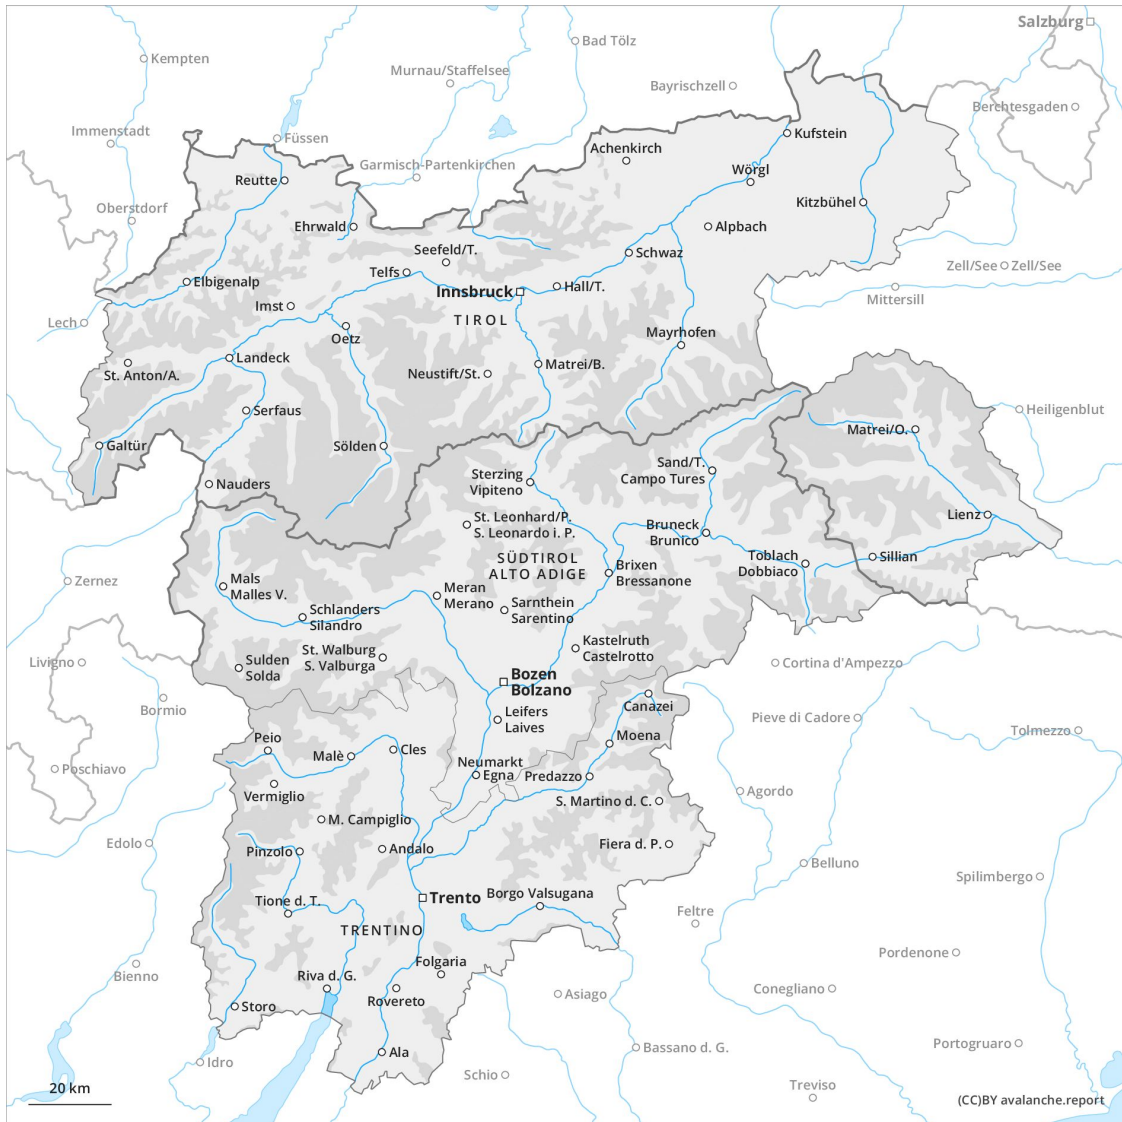 Salzburg
Bad Tölz
Kempten
Murnau/Staffelsee
Bayrischzell
Berchtesgaden
Immenstadt
Füssen
Kufstein
Achenkirch
Garmisch-Partenkirchen
Wörgl
Reutte
Kitzbühel
Oberstdorf
Ehrwald
Alpbach
Seefeld/T.
Schwaz
Zell/See
Zell/See
Telfs
Elbigenalp
Hall/T.
Innsbruck
Mittersill
Imst
TIROL
Lech
Oetz
Mayrhofen
Landeck
Matrei/B.
St. Anton/A.
Neustift/St.
Serfaus
Heiligenblut
Matrei/O.
Galtür
Sölden
Sand/T.
Campo Tures
Sterzing
Vipiteno
Nauders
St. Leonhard/P.
S. Leonardo i. P.
Lienz
Bruneck
Brunico
SÜDTIROL
ALTO ADIGE
Toblach
Dobbiaco
Sillian
Brixen
Bressanone
Zernez
Mals
Malles V.
Meran
Merano
Sarnthein
Sarentino
Schlanders
Silandro
Kastelruth
Castelrotto
St. Walburg
S. Valburga
Livigno
Sulden
Solda
Cortina d'Ampezzo
Bozen
Bolzano
Canazei
Bormio
Leifers
Laives
Pieve di Cadore
Tolmezzo
Peio
Moena
Cles
Malè
Neumarkt
Egna
Predazzo
Poschiavo
Vermiglio
Agordo
S. Martino d. C.
M. Campiglio
Edolo
Pinzolo
Andalo
Fiera d. P.
Belluno
Spilimbergo
Tione d. T.
Trento
Borgo Valsugana
Feltre
TRENTINO
Pordenone
Folgaria
Bienno
Riva d. G.
Rovereto
Asiago
Conegliano
Storo
Ala
Idro
Bassano d. G.
Portogruaro
Schio
Treviso
20 km
(CC)BY avalanche.report